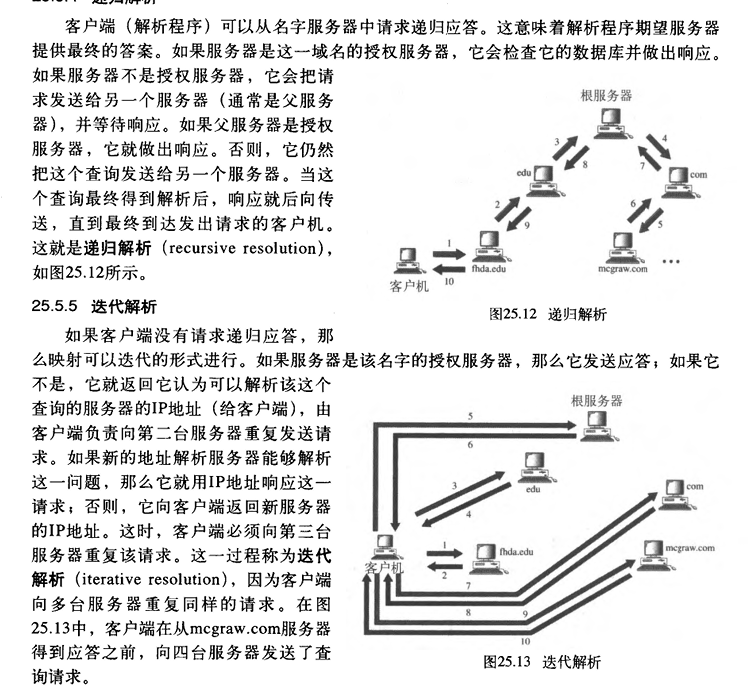 客户端（解析程序）可以从名字服务器中请求递归应答。这意味着解析程序期望服务器
提供最终的答案。如果服务器是这一域名的授权服务器，它会检查它的数据库并做出响应。
如果服务器不是授权服务器，它会把请
求发送给另一个服务器（通常是父服务
器），并等待响应。如果父服务器是授权
服务器，它就做出响应。否则，它仍然
把这个查询发送给另一个服务器。当这
个查询最终得到解析后，响应就后向传
送，直到最终到达发出请求的客户机。
这就是递归解析（recursive resolution），
如图25.12所示。
根服务器
3
8
4
7
edu
com
2
9
6
5
1
10
客户机
fhda.edu
mcgraw.com
...
图25.12 递归解析
25.5.5 迭代解析
如果客户端没有请求递归应答，那
么映射可以迭代的形式进行。如果服务器是该名字的授权服务器，那么它发送应答；如果它
不是，它就返回它认为可以解析该这个
查询的服务器的IP地址（给客户端），由
客户端负责向第二台服务器重复发送请
求。如果新的地址解析服务器能够解析
这一问题，那么它就用IP地址响应这一
请求；否则，它向客户端返回新服务器
的IP地址。这时，客户端必须向第三台
服务器重复该请求。这一过程称为迭代
解析（iterative resolution），因为客户端
向多台服务器重复同样的请求。在图
25.13中，客户端在从mcgraw.com服务器
得到应答之前，向四台服务器发送了查
询请求。
根服务器
5
6
3
4
edu
com
1
2
fhda.edu
mcgraw.com
客户机
7
8
9
10
图25.13 迭代解析